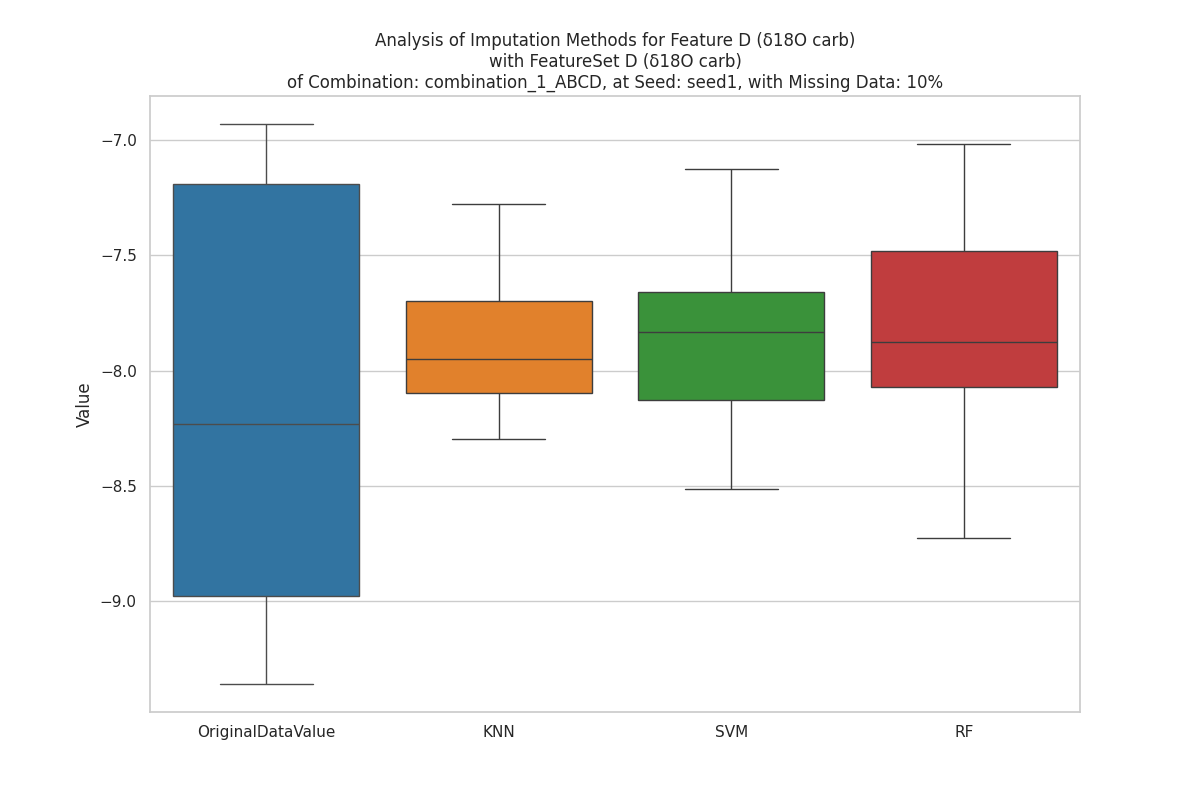 Analysis of Imputation Methods for Feature D (δ18O carb)
with FeatureSet D (δ18O carb)
of Combination: combination_1_ABCD, at Seed: seed1, with Missing Data: 10%
Value
−7.0
−7.5
−8.0
−8.5
−9.0
OriginalDataValue
KNN
SVM
RF